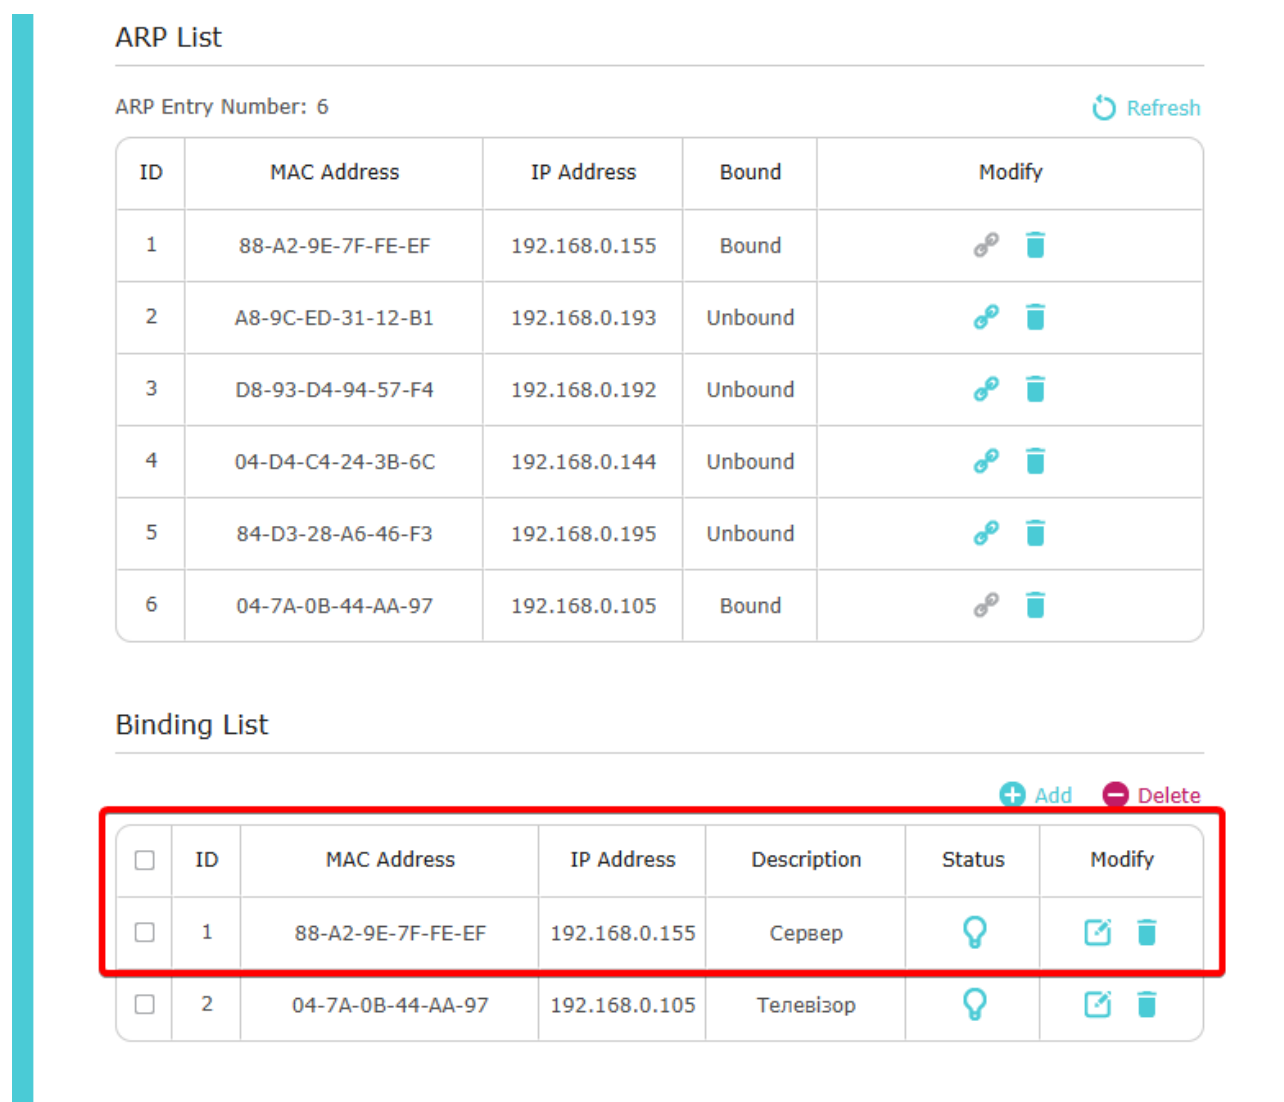 ARP List
ARP Entry Number: 6
Refresh
ID MAC Address IP Address Bound Modify
1 88-A2-9E-7F-FE-EF 192.168.0.155 Bound
2 A8-9C-ED-31-12-B1 192.168.0.193 Unbound
3 D8-93-D4-94-57-F4 192.168.0.192 Unbound
4 04-D4-C4-24-3B-6C 192.168.0.144 Unbound
5 84-D3-28-A6-46-F3 192.168.0.195 Unbound
6 04-7A-0B-44-AA-97 192.168.0.105 Bound
Binding List
Add Delete
ID MAC Address IP Address Description Status Modify
1 88-A2-9E-7F-FE-EF 192.168.0.155 Сервер
2 04-7A-0B-44-AA-97 192.168.0.105 Телевізор